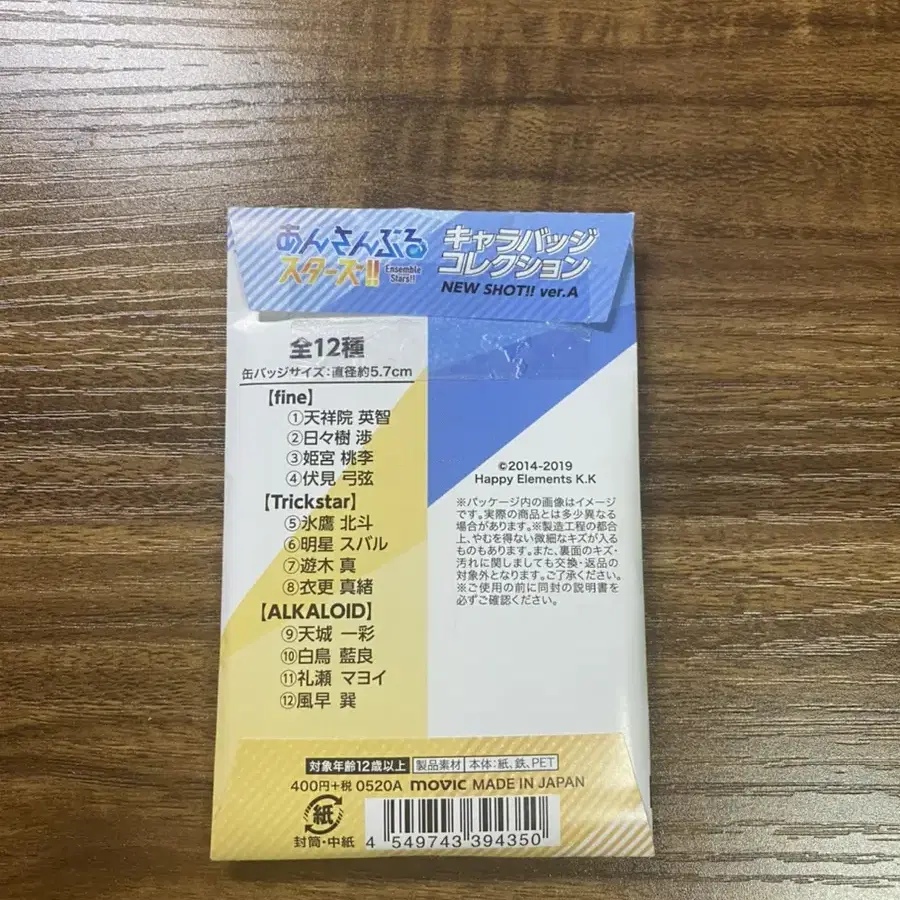 あんさんぶる
スターズ!!
Ensemble
Stars!!
キャラバッジ
コレクション
NEW SHOT!! ver.A
全12種
缶バッジサイズ:直径約5.7cm
【fine】
①天祥院 英智
②日々樹 渉
③姫宮 桃李
④伏見 弓弦
【Trickstar】
⑤氷鷹 北斗
⑥明星 スバル
⑦遊木 真
⑧衣更 真緒
【ALKALOID】
⑨天城 一彩
⑩白鳥 藍良
⑪礼瀬 マヨイ
⑫風早 巽
©2014-2019
Happy Elements K.K
※パッケージ内の画像はイメージ
です。実際の商品とは多少異なる
場合があります。※製造工程の都合
上、やむを得ない微細なキズが入る
ものもあります。また、裏面のキズ・
汚れに関しましても交換・返品の
対象外となります。ご了承ください。
※ご使用の前に同封の説明書を
必ずご確認ください。
対象年齢12歳以上 製品素材 本体:紙、鉄、PET
400円+税 0520A movic MADE IN JAPAN
紙
封筒・中紙
4 549743 394350